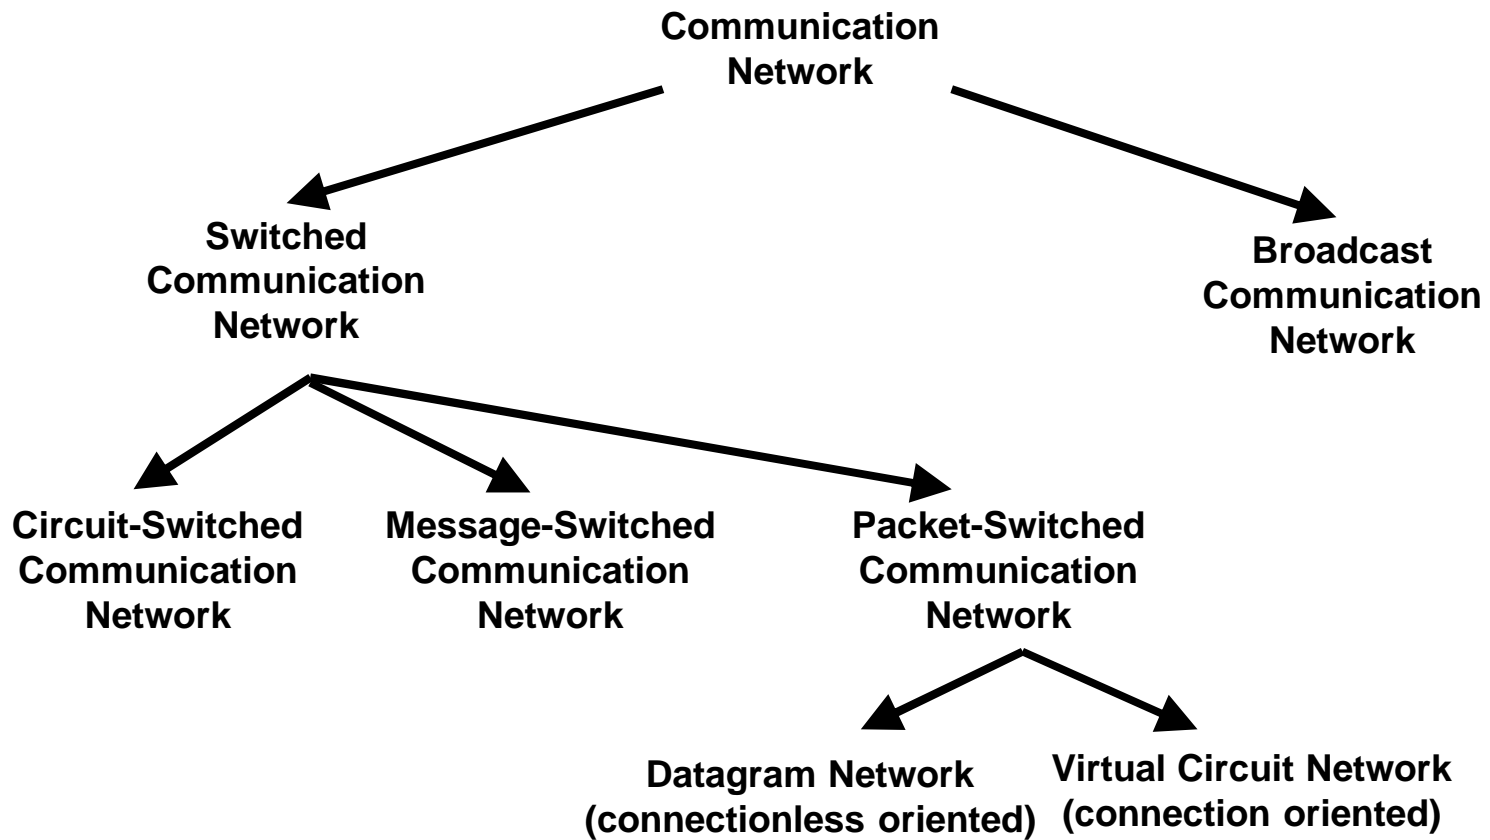 Communication
Network
Switched
Communication
Network
Broadcast
Communication
Network
Circuit-Switched
Communication
Network
Message-Switched
Communication
Network
Packet-Switched
Communication
Network
Datagram Network
(connectionless oriented)
Virtual Circuit Network
(connection oriented)